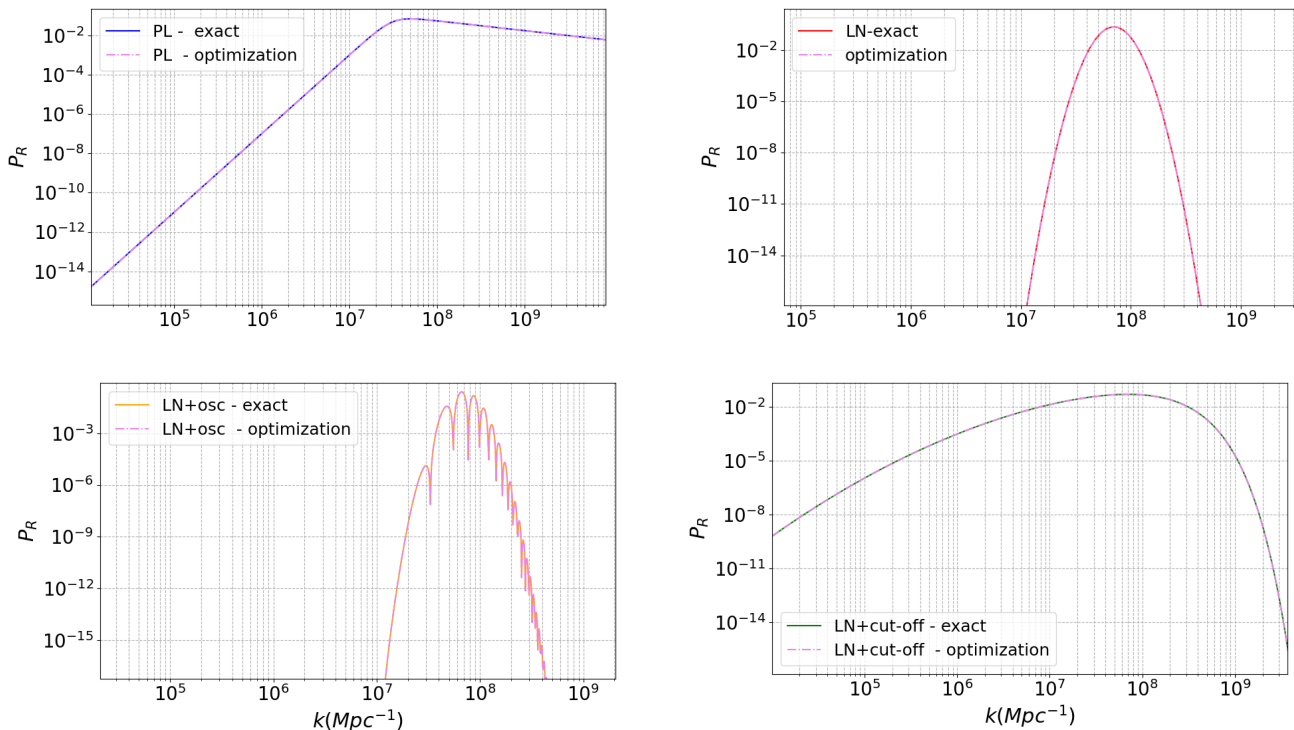 PL -  exact
PL  - optimization
P_R
10^{-2}
10^{-4}
10^{-6}
10^{-8}
10^{-10}
10^{-12}
10^{-14}
10^5 10^6 10^7 10^8 10^9
LN-exact
optimization
P_R
10^{-2}
10^{-5}
10^{-8}
10^{-11}
10^{-14}
10^5 10^6 10^7 10^8 10^9
LN+osc - exact
LN+osc  - optimization
P_R
10^{-3}
10^{-6}
10^{-9}
10^{-12}
10^{-15}
10^5 10^6 10^7 10^8 10^9
k(Mpc^{-1})
P_R
10^{-2}
10^{-5}
10^{-8}
10^{-11}
10^{-14}
LN+cut-off - exact
LN+cut-off  - optimization
10^5 10^6 10^7 10^8 10^9
k(Mpc^{-1})